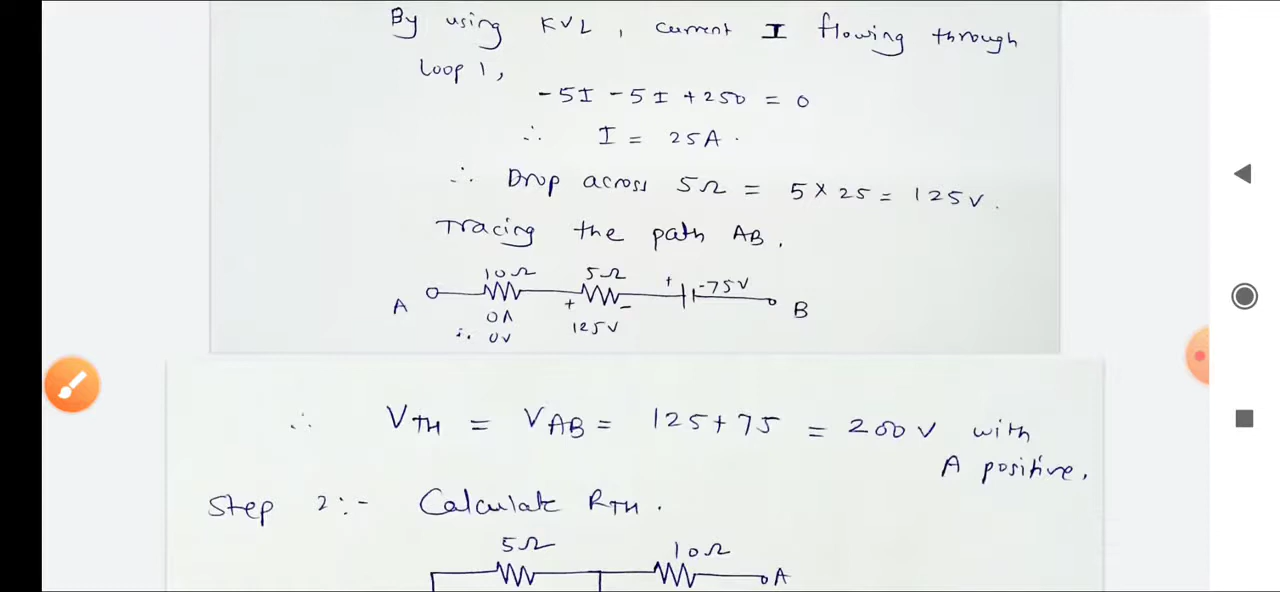 By using KVL, current I flowing through
loop 1,
-5I -5I +250 = 0
∴ I = 25A.
∴ Drop across 5Ω = 5 × 25 = 125V.
Tracing the path AB.
10Ω 5Ω + - 75V
A + - B
0A 125V
∴ 0V
∴ VTH = VAB = 125+75 = 200V with
A positive.
Step 2:- Calculate RTH.
5Ω 10Ω
A